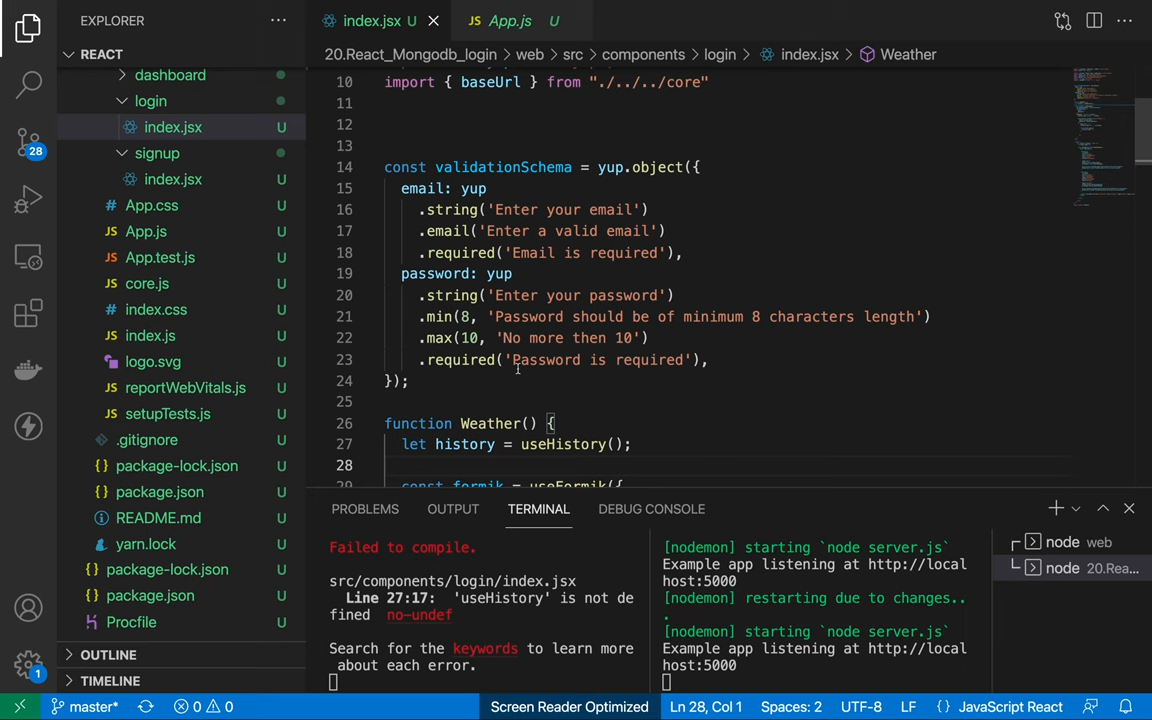 EXPLORER
REACT
dashboard
login
index.jsx U
signup
index.jsx U
App.css U
App.js U
App.test.js U
core.js U
index.css U
index.js U
logo.svg U
reportWebVitals.js U
setupTests.js U
.gitignore U
package-lock.json U
package.json U
README.md U
yarn.lock U
package-lock.json U
package.json U
Procfile U
OUTLINE
TIMELINE
28
1
index.jsx U
JS App.js U
20.React_Mongodb_login > web > src > components > login > index.jsx > Weather
10 import { baseUrl } from "./../../core"
11
12
13
14 const validationSchema = yup.object({
15 email: yup
16 .string('Enter your email')
17 .email('Enter a valid email')
18 .required('Email is required'),
19 password: yup
20 .string('Enter your password')
21 .min(8, 'Password should be of minimum 8 characters length')
22 .max(10, 'No more then 10')
23 .required('Password is required'),
24 });
25
26 function Weather() {
27 let history = useHistory();
28
29 const formik = useFormik({
PROBLEMS OUTPUT TERMINAL DEBUG CONSOLE
Failed to compile.
src/components/login/index.jsx
Line 27:17: 'useHistory' is not de
fined no-undef
Search for the keywords to learn more
about each error.
[nodemon] starting `node server.js`
Example app listening at http://local
host:5000
[nodemon] restarting due to changes..
.
[nodemon] starting `node server.js`
Example app listening at http://local
host:5000
node web
node 20.Rea...
master* 0 0 Screen Reader Optimized Ln 28, Col 1 Spaces: 2 UTF-8 LF {} JavaScript React